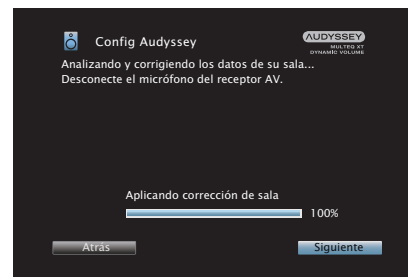 Config Audyssey
AUDYSSEY
MULTEQ XT
DYNAMIC VOLUME
Analizando y corrigiendo los datos de su sala...
Desconecte el micrófono del receptor AV.
Aplicando corrección de sala
100%
Atrás
Siguiente